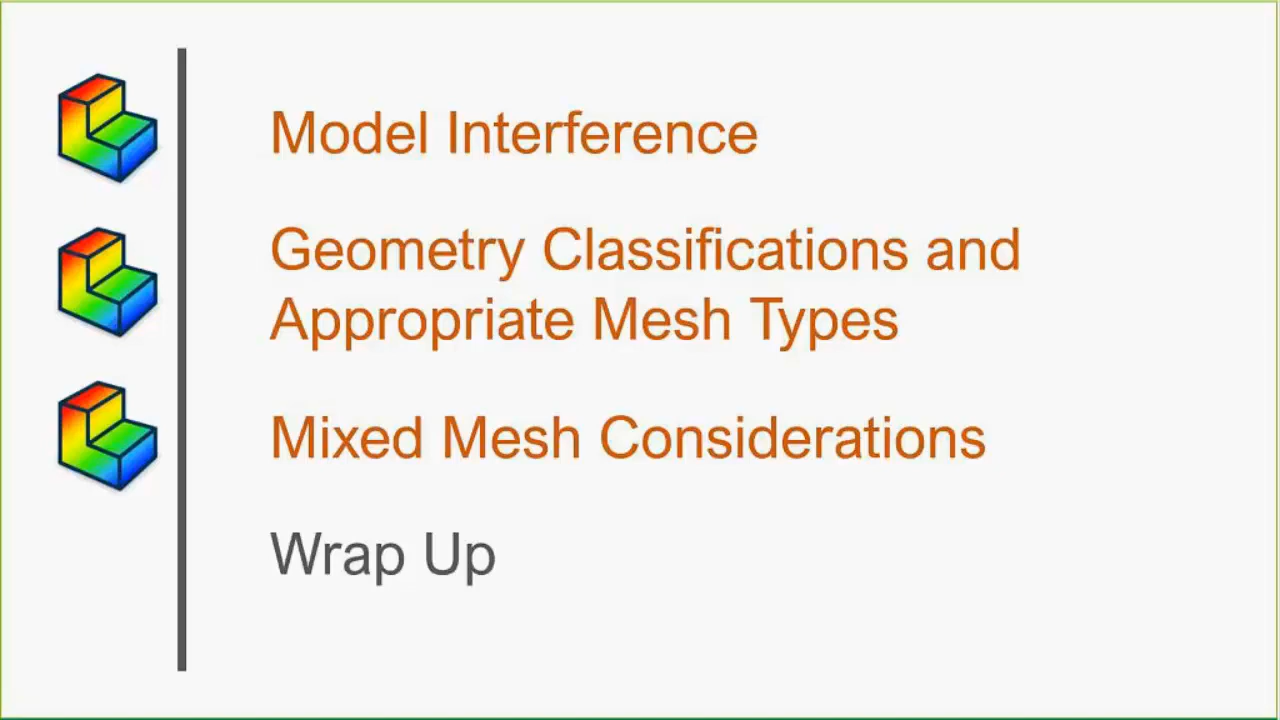 Model Interference
Geometry Classifications and
Appropriate Mesh Types
Mixed Mesh Considerations
Wrap Up